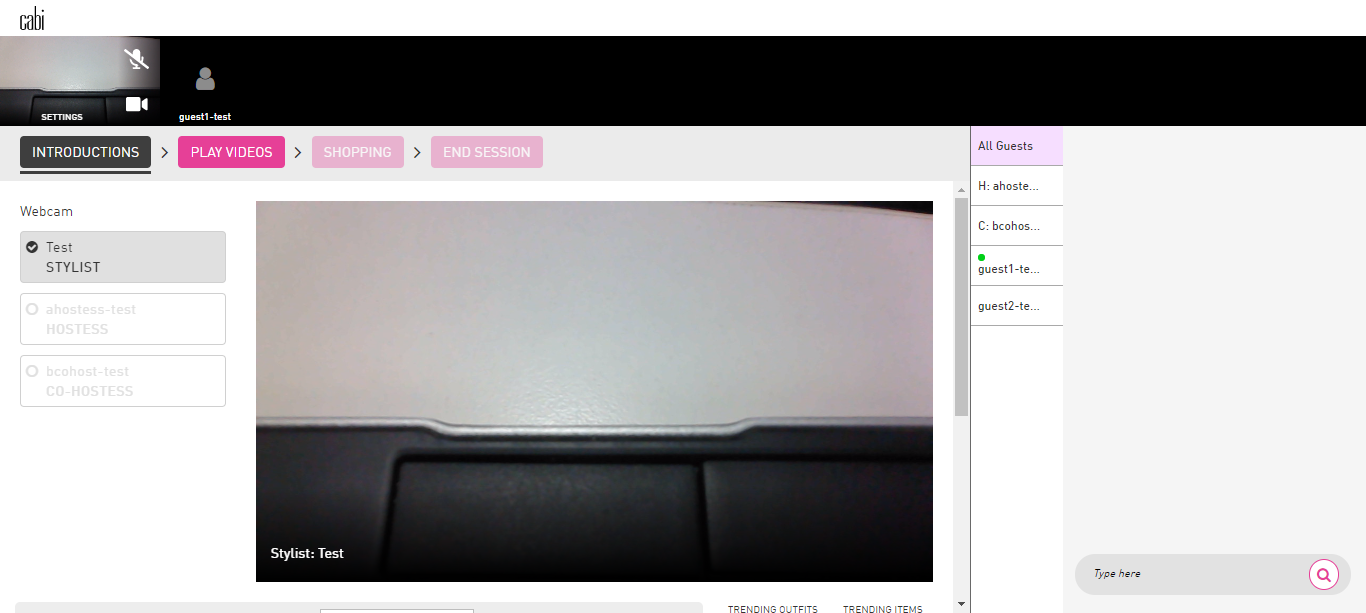 cabi
SETTINGS
guest1-test
INTRODUCTIONS
PLAY VIDEOS
SHOPPING
END SESSION
Webcam
Test
STYLIST
ahostess-test
HOSTESS
bcohost-test
CO-HOSTESS
Stylist: Test
TRENDING OUTFITS
TRENDING ITEMS
All Guests
H: ahoste...
C: bcohos...
guest1-te...
guest2-te...
Type here